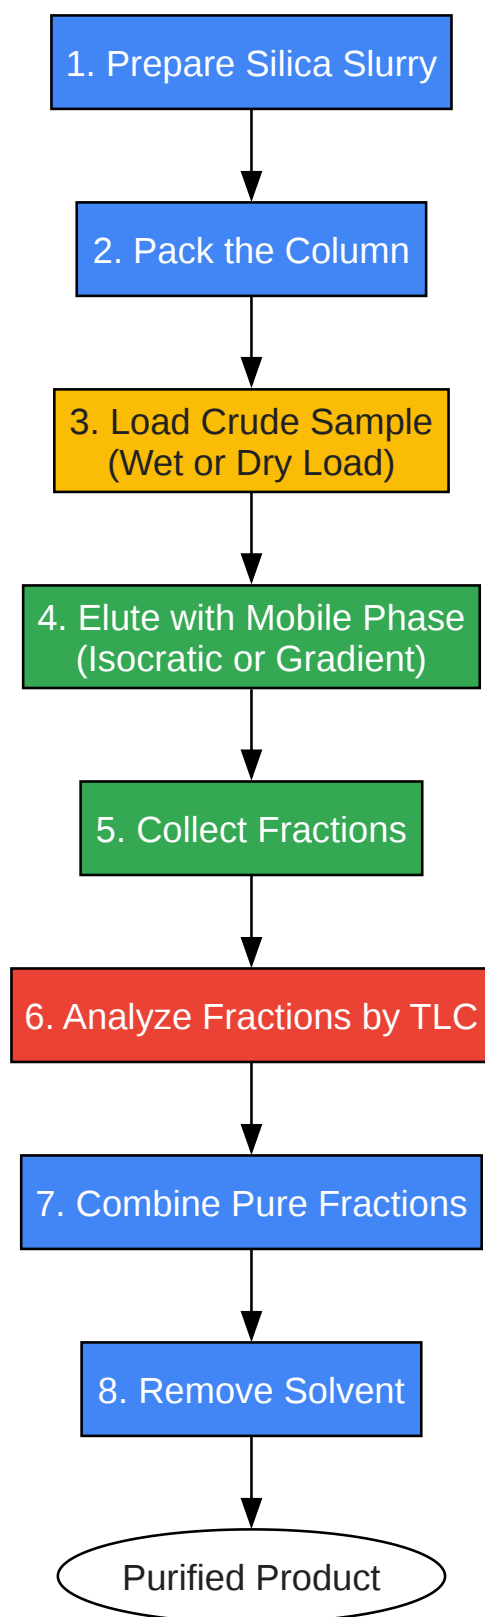 1. Prepare Silica Slurry
2. Pack the Column
3. Load Crude Sample
(Wet or Dry Load)
4. Elute with Mobile Phase
(Isocratic or Gradient)
5. Collect Fractions
6. Analyze Fractions by TLC
7. Combine Pure Fractions
8. Remove Solvent
Purified Product